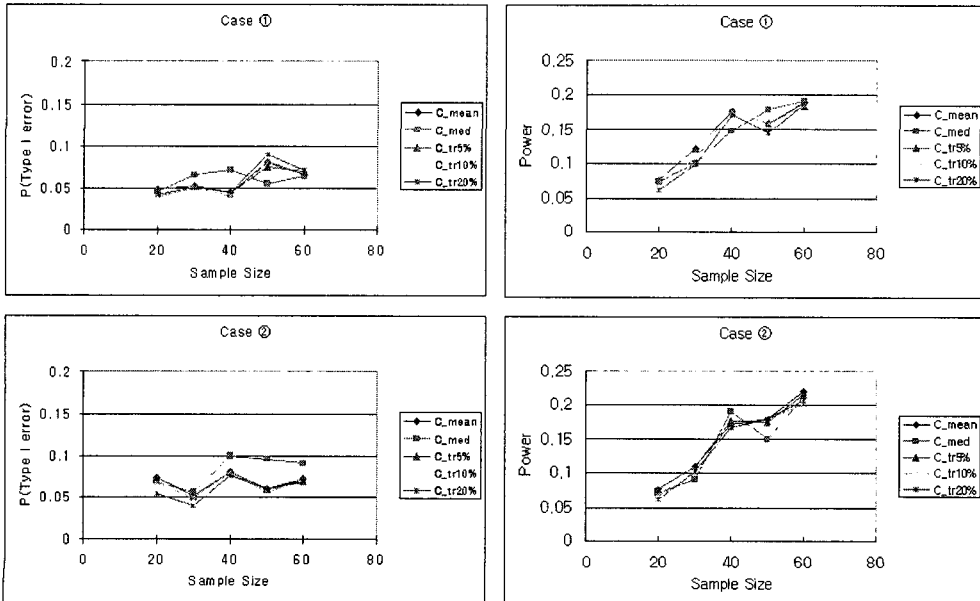 Case ①
P(Type I error)
0.2
0.15
0.1
0.05
0
0 20 40 60 80
Sample Size
C_mean
C_med
C_tr5%
C_tr10%
C_tr20%
Case ①
Power
0.25
0.2
0.15
0.1
0.05
0
0 20 40 60 80
Sample Size
C_mean
C_med
C_tr5%
C_tr10%
C_tr20%
Case ②
P(Type I error)
0.2
0.15
0.1
0.05
0
0 20 40 60 80
Sample Size
C_mean
C_med
C_tr5%
C_tr10%
C_tr20%
Case ②
Power
0.25
0.2
0.15
0.1
0.05
0
0 20 40 60 80
Sample Size
C_mean
C_med
C_tr5%
C_tr10%
C_tr20%